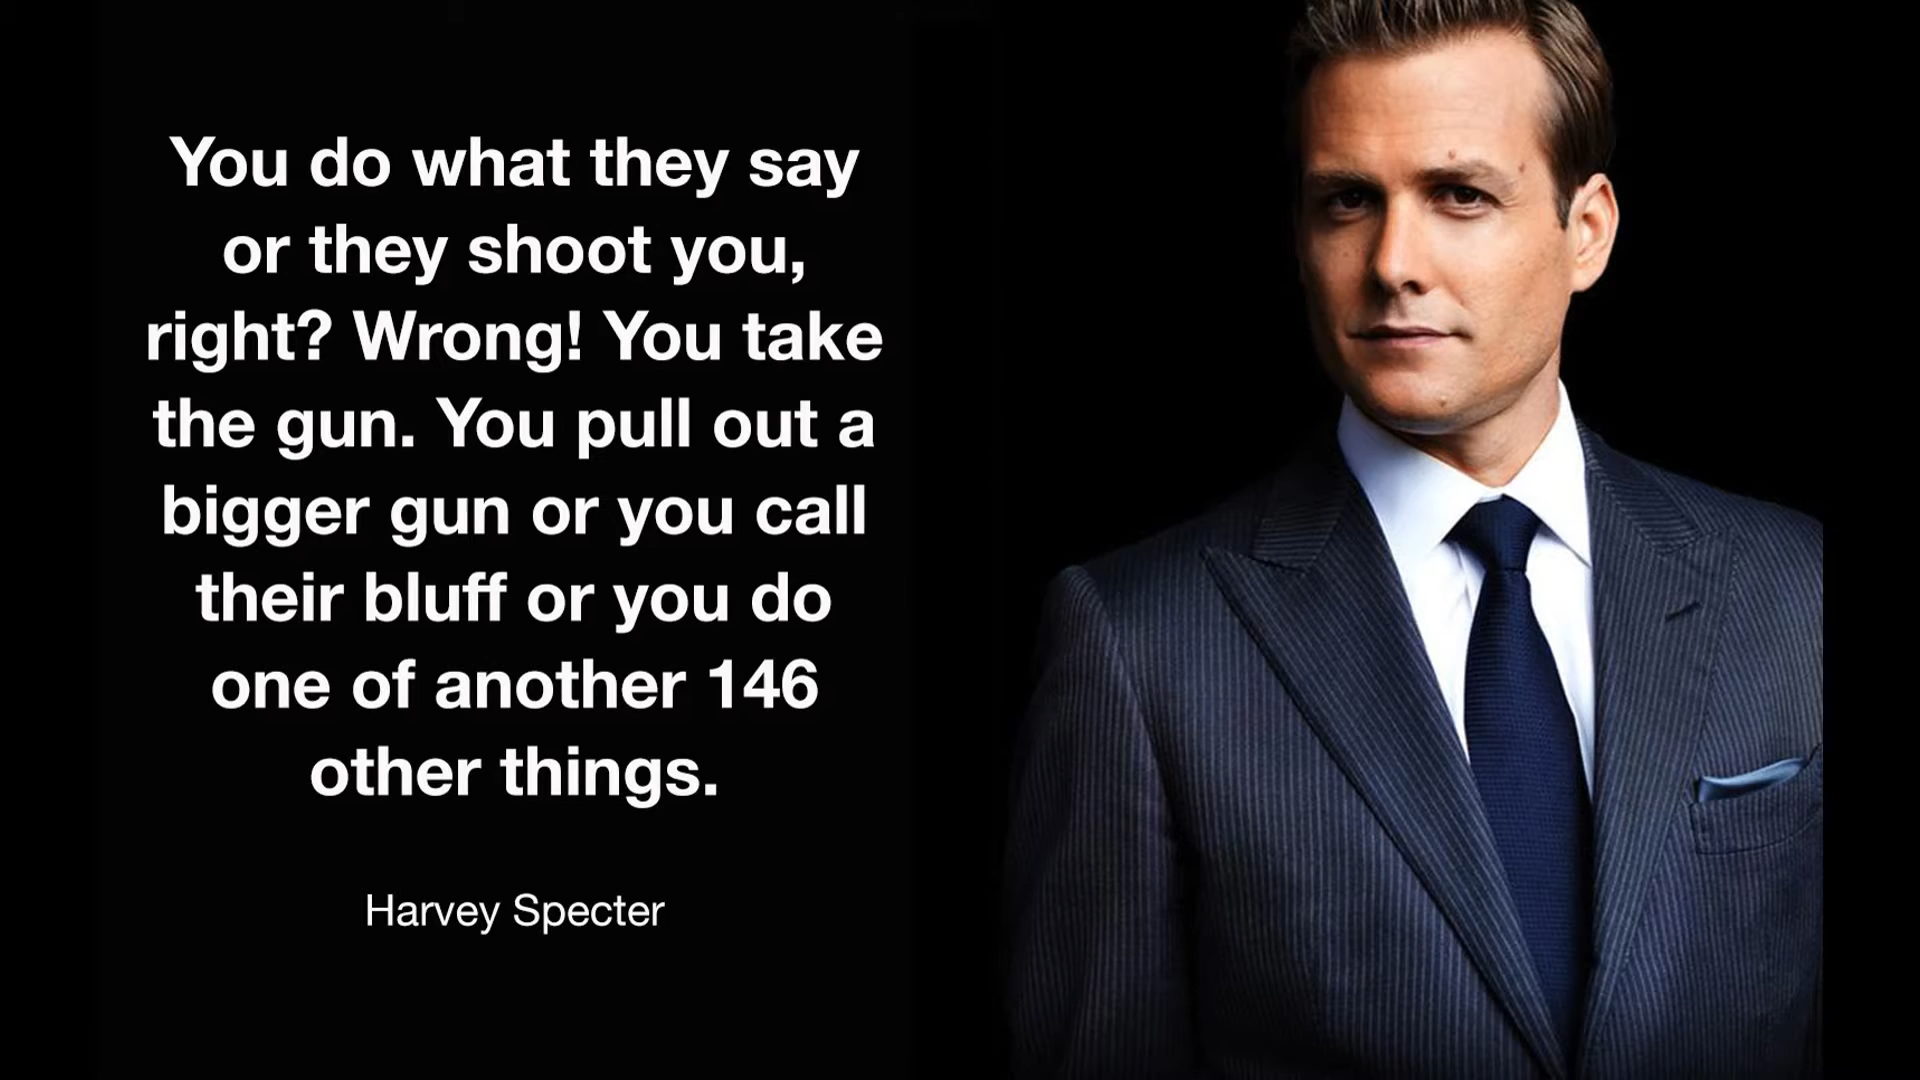 You do what they say
or they shoot you,
right? Wrong! You take
the gun. You pull out a
bigger gun or you call
their bluff or you do
one of another 146
other things.
Harvey Specter